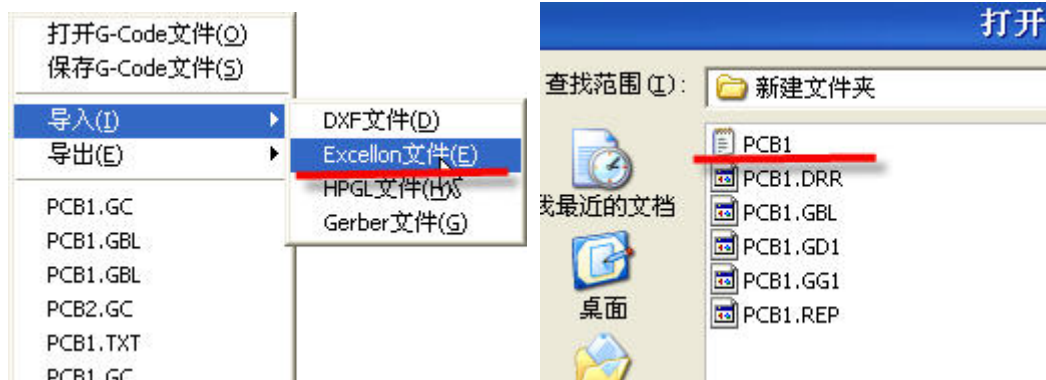 打开G-Code文件(O)
保存G-Code文件(S)
导入(I)
导出(E)
PCB1.GC
PCB1.GBL
PCB1.GBL
PCB2.GC
PCB1.TXT
PCB1.GC
DXF文件(D)
Excellon文件(E)
HPGL文件(H)
Gerber文件(G)
打开
查找范围(I):
新建文件夹
我最近的文档
桌面
PCB1
PCB1.DRR
PCB1.GBL
PCB1.GD1
PCB1.GG1
PCB1.REP